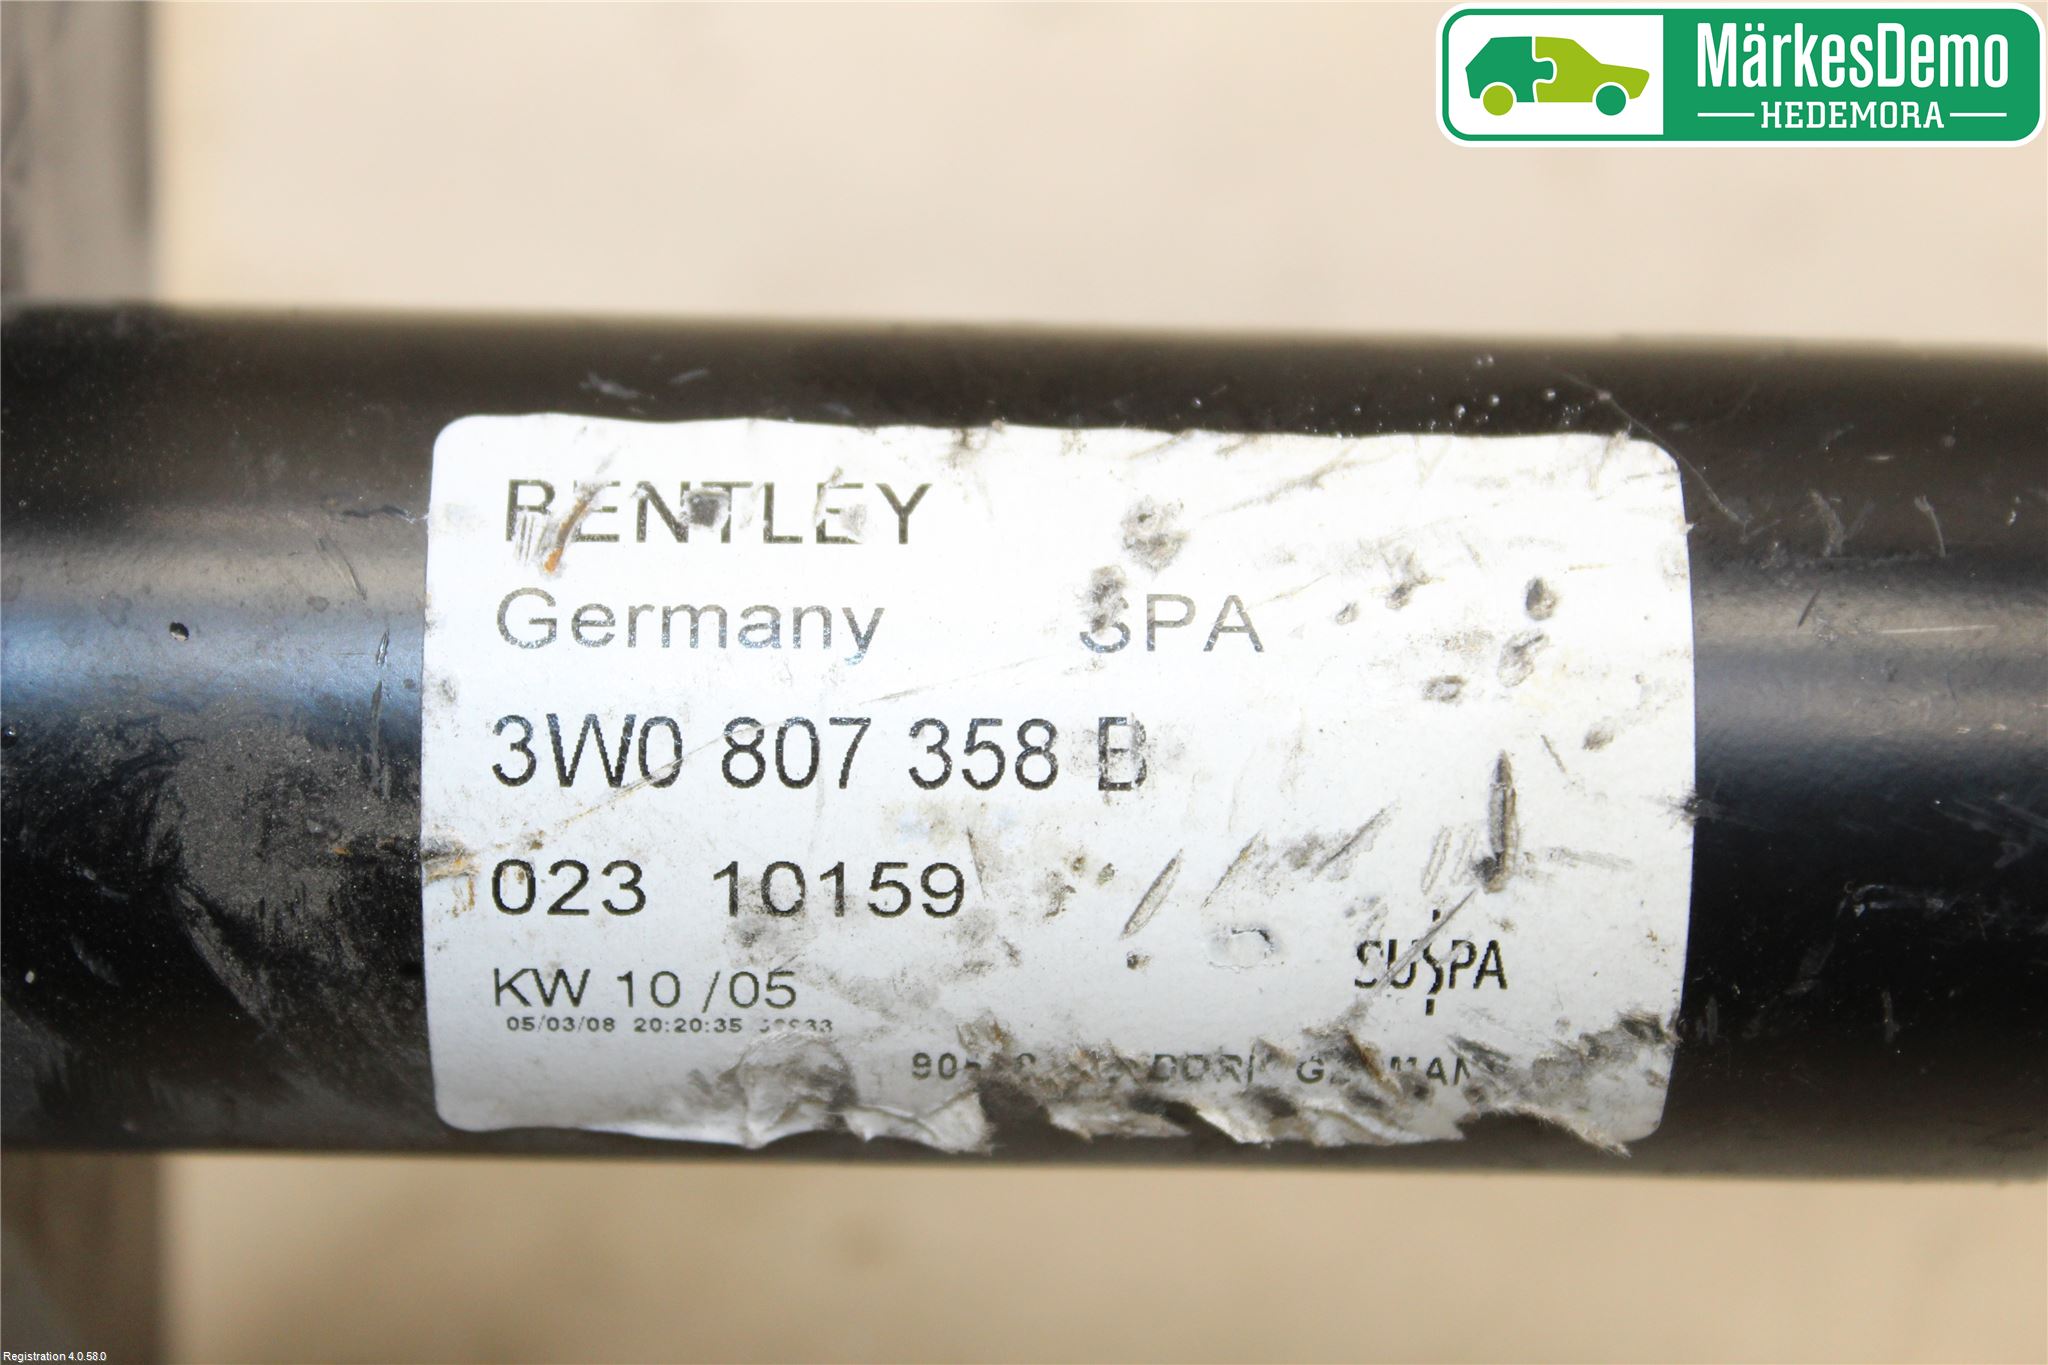 MärkesDemo
HEDEMORA
BENTLEY
Germany SPA
3W0 807 358 B
023 10159
KW 10 /05
05/03/08 20:20:35
SUSPA
Registration 4.0.58.0